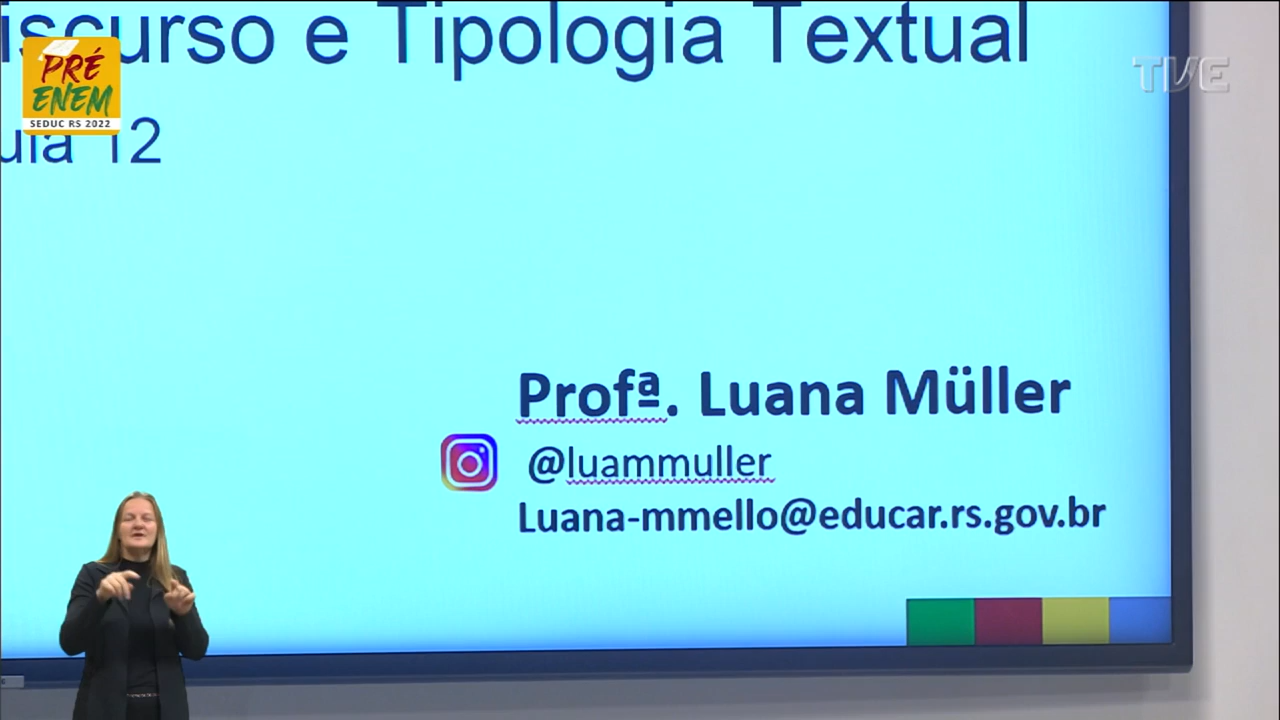 iscurso e Tipologia Textual
TVE
PRÉ
ENEM
SEDUC RS 2022
ula 12
Profª. Luana Müller
@luammuller
Luana-mmello@educar.rs.gov.br